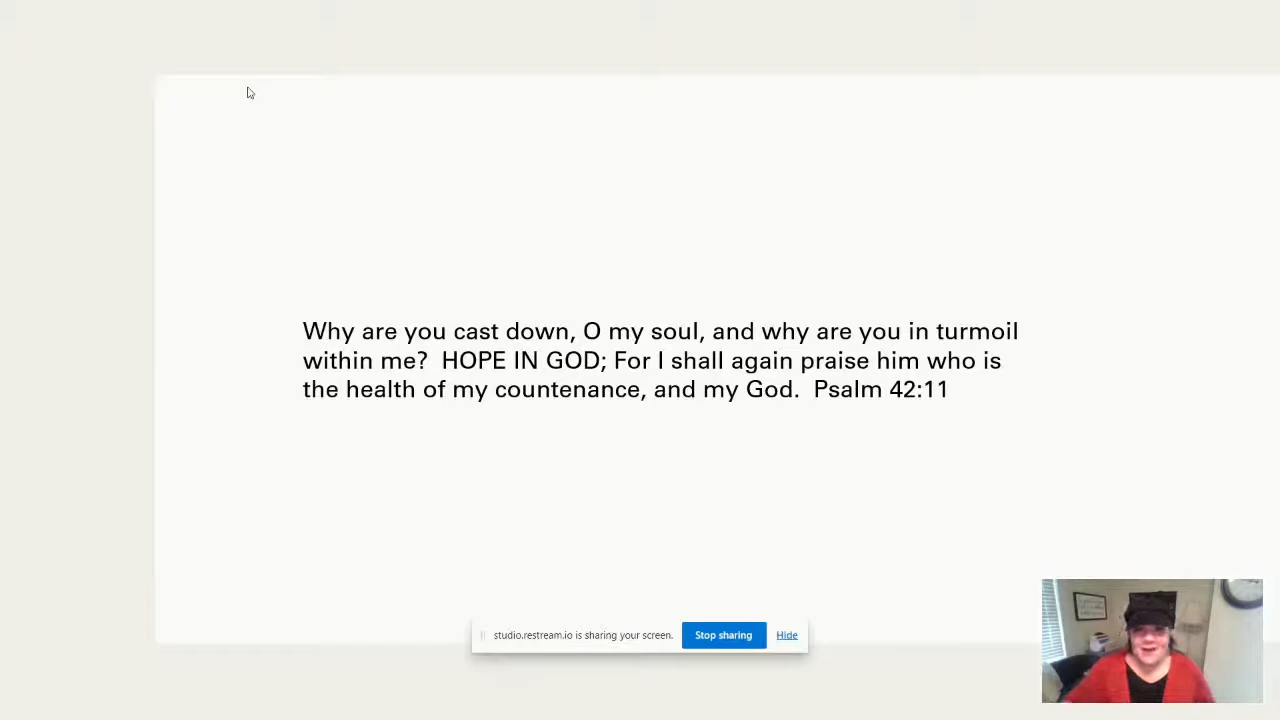 Why are you cast down, O my soul, and why are you in turmoil
within me?  HOPE IN GOD; For I shall again praise him who is
the health of my countenance, and my God.  Psalm 42:11
studio.restream.io is sharing your screen. Stop sharing Hide